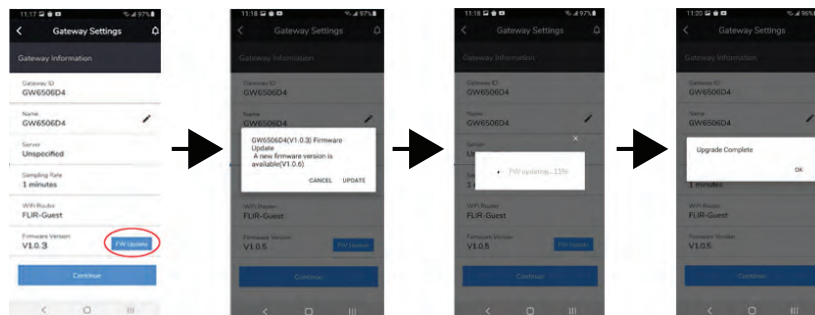 11:17 97%
Gateway Settings
Gateway Information
Gateway ID
GW6506D4
Name
GW6506D4
Server
Unspecified
Sampling Rate
1 minutes
WiFi Router
FLIR-Guest
Firmware Version
V1.0.3
FW Update
Continue
11:18 97%
Gateway Settings
Gateway Information
Gateway ID
GW6506D4
Name
GW6506D4
GW6506D4(V1.0.3) Firmware
Update
A new firmware version is
available(V1.0.6)
CANCEL UPDATE
WiFi Router
FLIR-Guest
Firmware Version
V1.0.5
FW Update
Continue
11:18 97%
Gateway Settings
Gateway Information
Gateway ID
GW6506D4
Name
GW6506D4
Server
FW updating...11%
WiFi Router
FLIR-Guest
Firmware Version
V1.0.5
FW Update
Continue
11:20 96%
Gateway Settings
Gateway Information
Gateway ID
GW6506D4
Name
GW6506D4
Upgrade Complete
OK
1 minutes
WiFi Router
FLIR-Guest
Firmware Version
V1.0.5
Continue